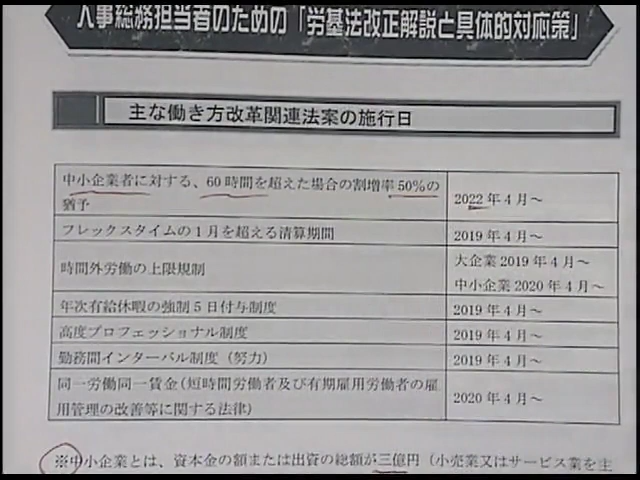 人事総務担当者のための「労基法改正解説と具体的対応策」
主な働き方改革関連法案の施行日
中小企業者に対する、60時間を超えた場合の割増率50%の
猶予
2022年4月～
フレックスタイムの1月を超える清算期間
2019年4月～
時間外労働の上限規制
大企業2019年4月～
中小企業2020年4月～
年次有給休暇の強制5日付与制度
2019年4月～
高度プロフェッショナル制度
2019年4月～
勤務間インターバル制度（努力）
2019年4月～
同一労働同一賃金（短時間労働者及び有期雇用労働者の雇
用管理の改善等に関する法律）
2020年4月～
※中小企業とは、資本金の額または出資の総額が三億円（小売業又はサービス業を主